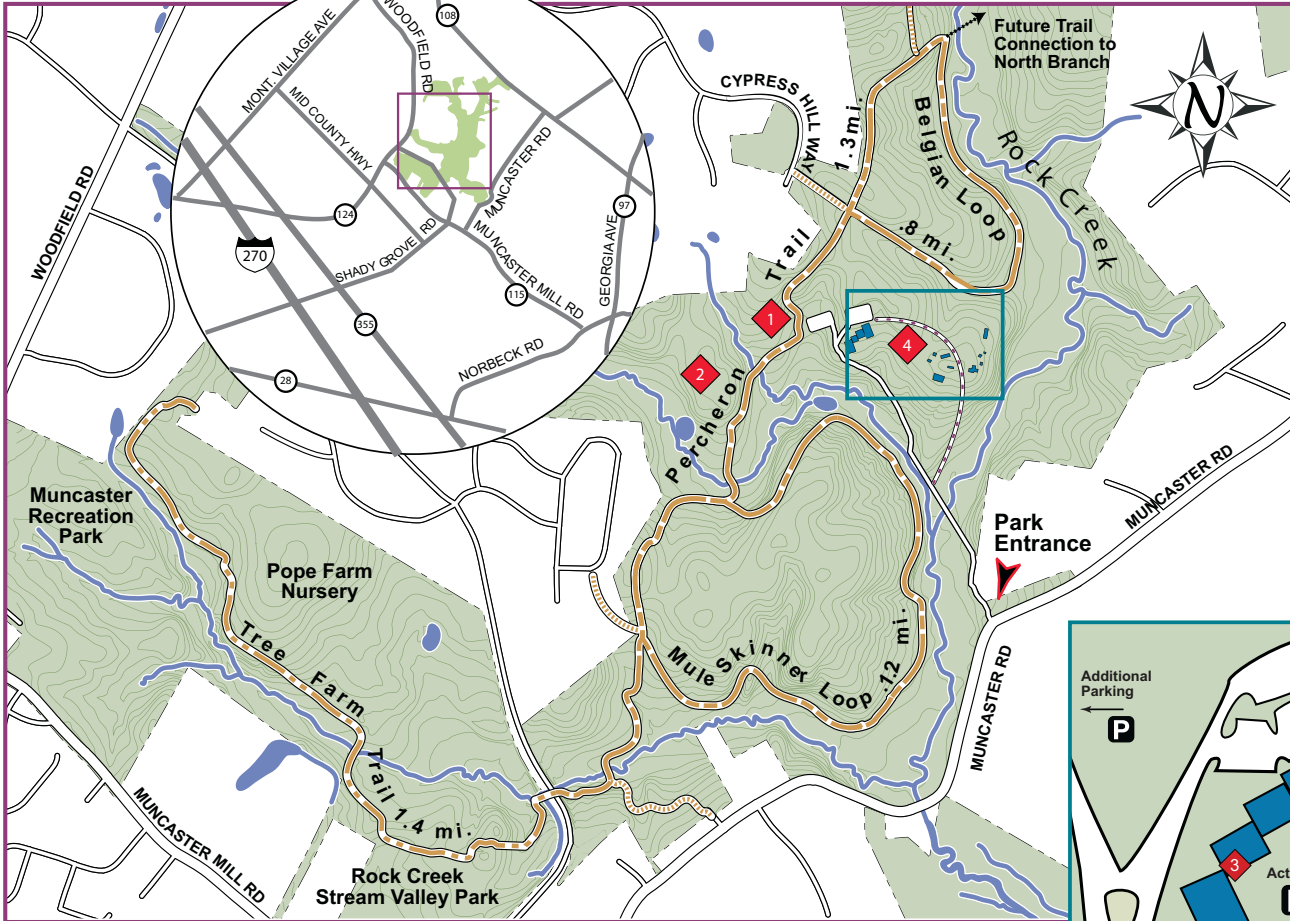 WOODFIELD RD
MONT. VILLAGE AVE
WOODFIELD RD
108
MID COUNTY HWY
MUNCASTER RD
124
97
270
SHADY GROVE RD
MUNCASTER MILL RD
GEORGIA AVE
115
355
NORBECK RD
28
Future Trail
Connection to
North Branch
N
CYPRESS HILL WAY
1.3mi.
Belgian Loop
Rock Creek
.8 mi.
Percheron Trail
1
2
4
MUNCASTER RD
Park
Entrance
Muncaster
Recreation
Park
Pope Farm
Nursery
Tree Farm Trail 1.4 mi.
Mule Skinner Loop 1.2 mi.
MUNCASTER RD
MUNCASTER MILL RD
Rock Creek
Stream Valley Park
Additional
Parking
P
3
Act